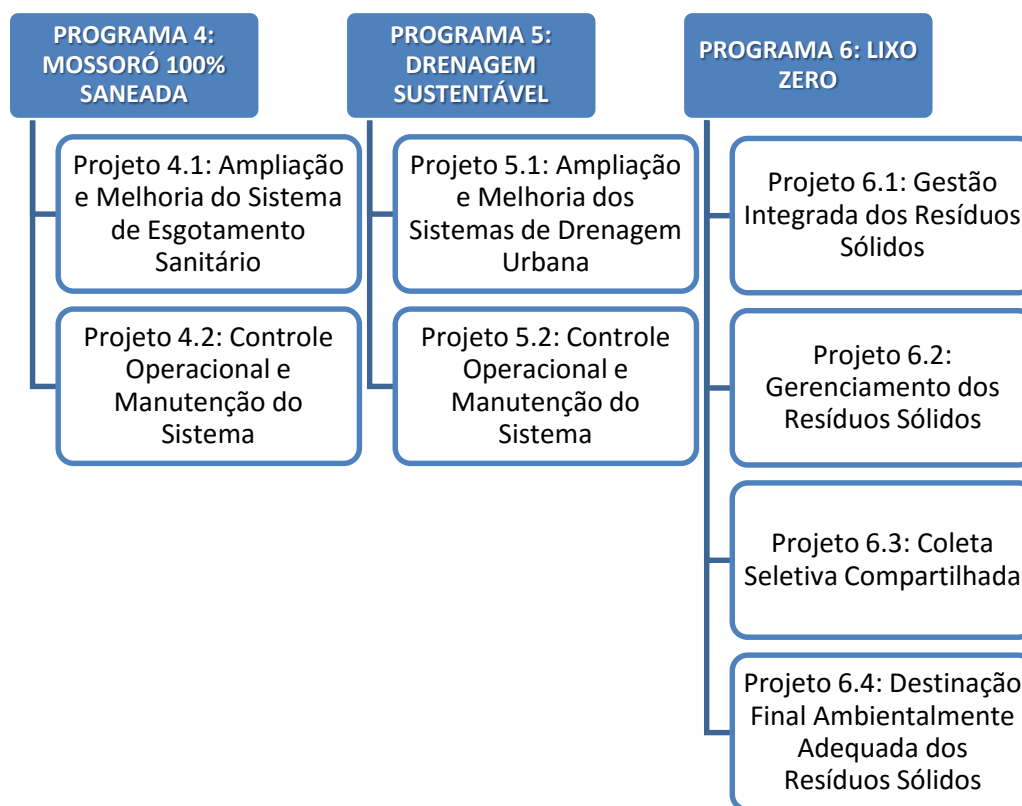 PROGRAMA 4:
MOSSORÓ 100%
SANEADA
Projeto 4.1: Ampliação
e Melhoria do Sistema
de Esgotamento
Sanitário
Projeto 4.2: Controle
Operacional e
Manutenção do
Sistema
PROGRAMA 5:
DRENAGEM
SUSTENTÁVEL
Projeto 5.1: Ampliação
e Melhoria dos
Sistemas de Drenagem
Urbana
Projeto 5.2: Controle
Operacional e
Manutenção do
Sistema
PROGRAMA 6: LIXO
ZERO
Projeto 6.1: Gestão
Integrada dos Resíduos
Sólidos
Projeto 6.2:
Gerenciamento dos
Resíduos Sólidos
Projeto 6.3: Coleta
Seletiva Compartilhada
Projeto 6.4: Destinação
Final Ambientalmente
Adequada dos
Resíduos Sólidos